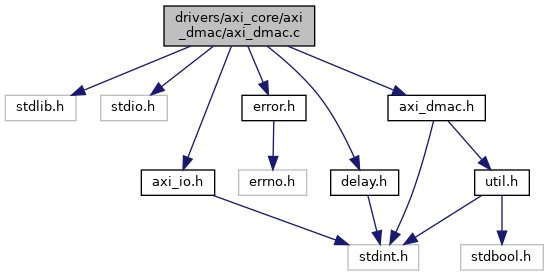 drivers/axi_core/axi
_dmac/axi_dmac.c
stdlib.h
stdio.h
error.h
axi_dmac.h
axi_io.h
errno.h
delay.h
util.h
stdint.h
stdbool.h